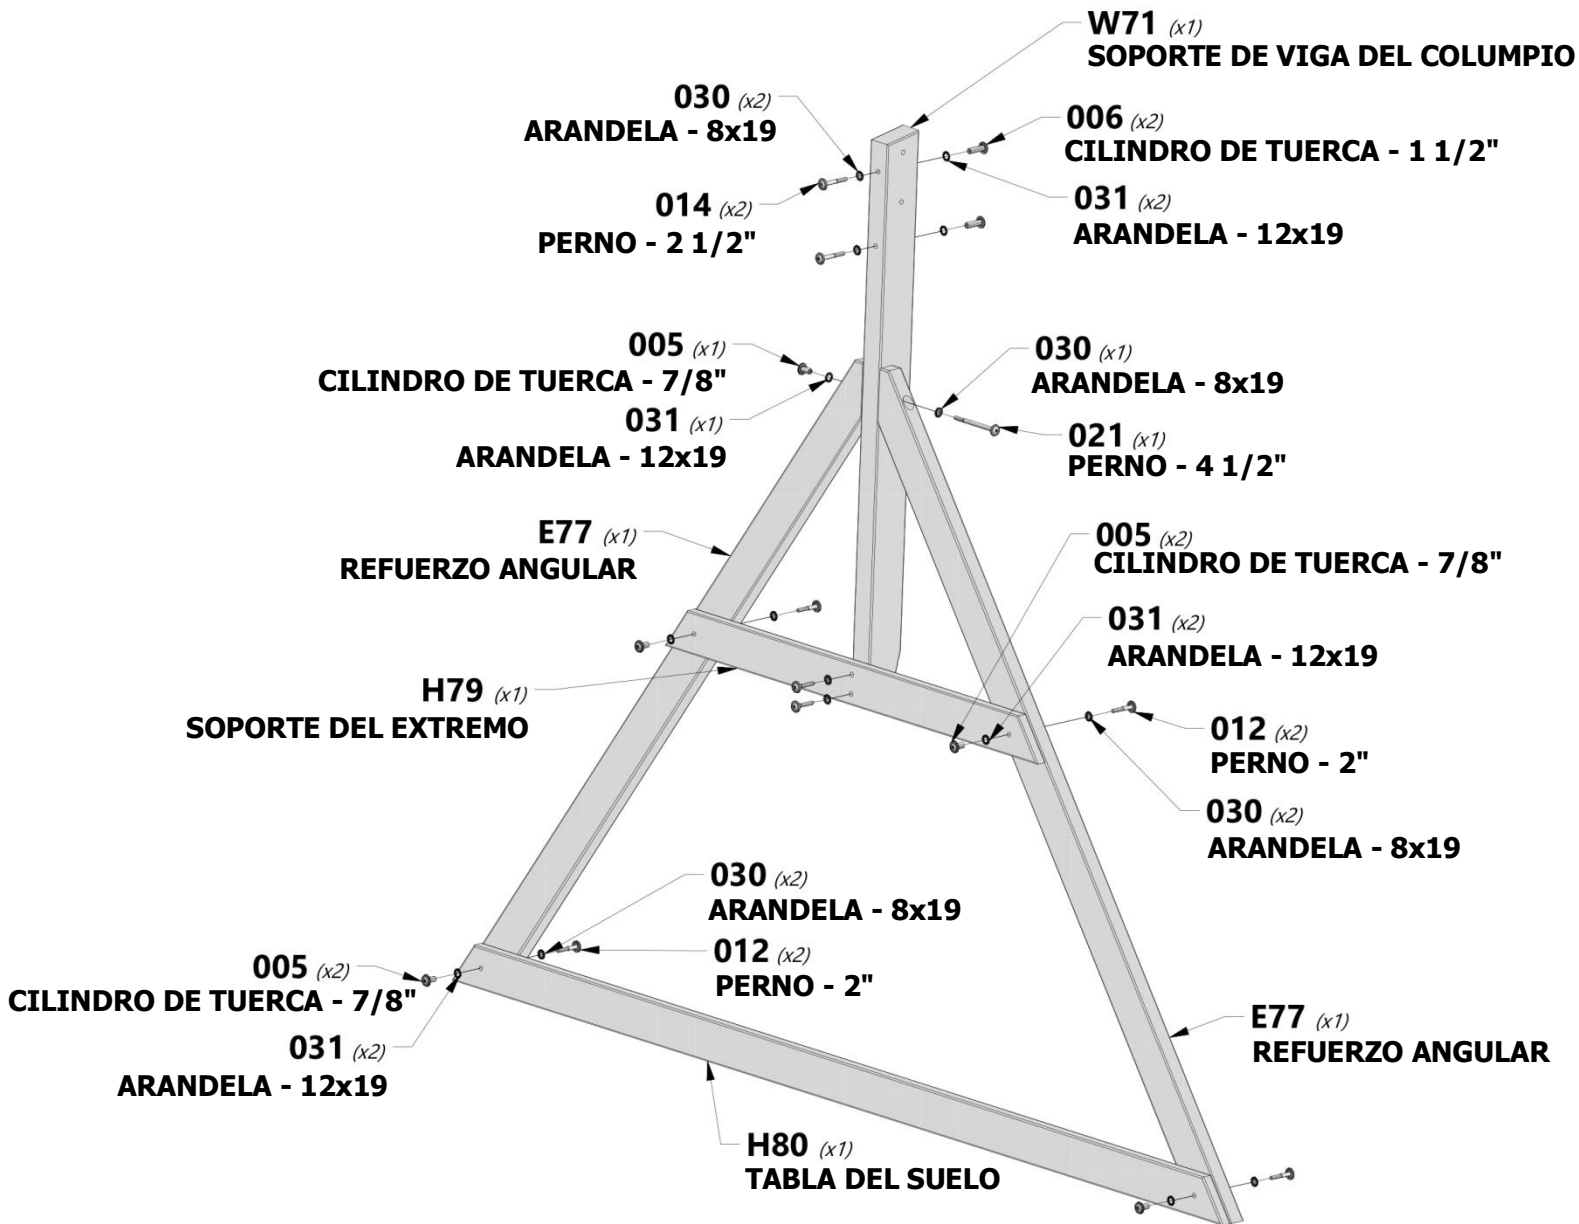 W71 (x1)
SOPORTE DE VIGA DEL COLUMPIO
030 (x2)
ARANDELA - 8x19
006 (x2)
CILINDRO DE TUERCA - 1 1/2"
014 (x2)
PERNO - 2 1/2"
031 (x2)
ARANDELA - 12x19
005 (x1)
CILINDRO DE TUERCA - 7/8"
030 (x1)
ARANDELA - 8x19
031 (x1)
ARANDELA - 12x19
021 (x1)
PERNO - 4 1/2"
E77 (x1)
REFUERZO ANGULAR
005 (x2)
CILINDRO DE TUERCA - 7/8"
031 (x2)
ARANDELA - 12x19
H79 (x1)
SOPORTE DEL EXTREMO
012 (x2)
PERNO - 2"
030 (x2)
ARANDELA - 8x19
030 (x2)
ARANDELA - 8x19
012 (x2)
PERNO - 2"
005 (x2)
CILINDRO DE TUERCA - 7/8"
031 (x2)
ARANDELA - 12x19
E77 (x1)
REFUERZO ANGULAR
H80 (x1)
TABLA DEL SUELO